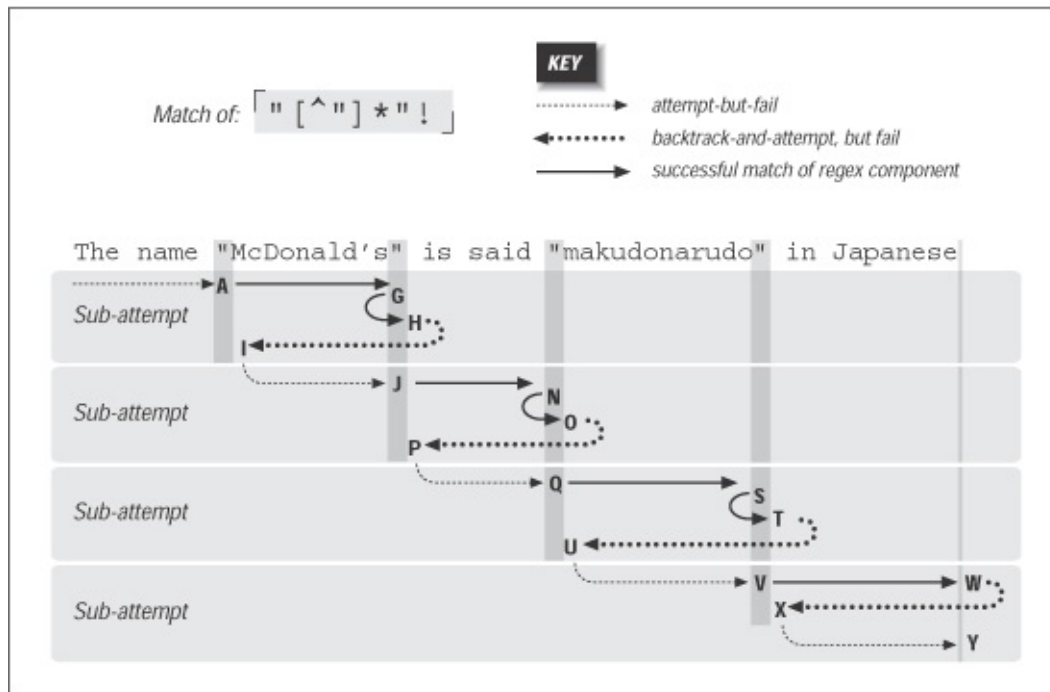 KEY
Match of: "[^"]*"!
attempt-but-fail
backtrack-and-attempt, but fail
successful match of regex component
The name "McDonald's" is said "makudonarudo" in Japanese
A
G
Sub-attempt
H
I
J
N
Sub-attempt
O
P
Q
S
Sub-attempt
T
U
V W
X
Sub-attempt
Y